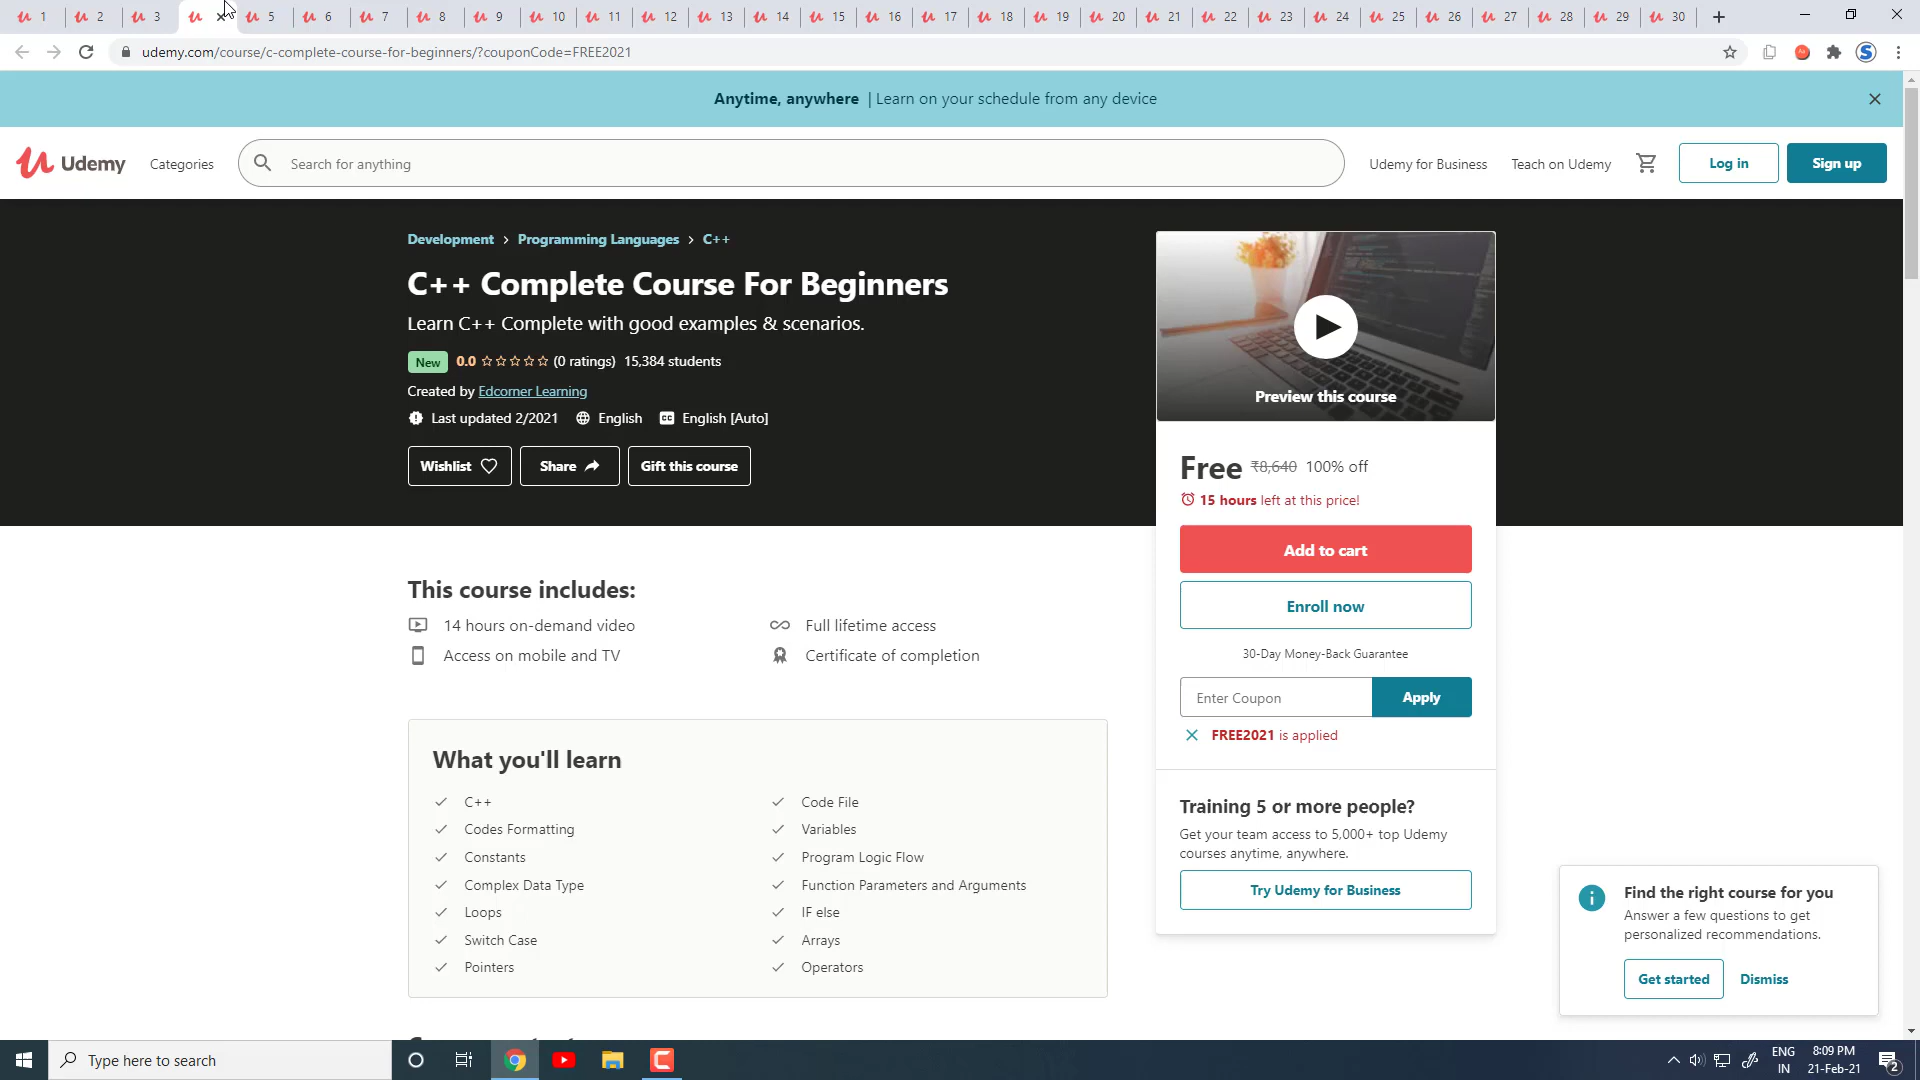 1 2 3 5 6 7 8 9 10 11 12 13 14 15 16 17 18 19 20 21 22 23 24 25 26 27 28 29 30
udemy.com/course/c-complete-course-for-beginners/?couponCode=FREE2021
Anytime, anywhere | Learn on your schedule from any device
Udemy Categories Search for anything Udemy for Business Teach on Udemy Log in Sign up
Development > Programming Languages > C++
C++ Complete Course For Beginners
Learn C++ Complete with good examples & scenarios.
New 0.0 (0 ratings) 15,384 students
Created by Edcorner Learning
Last updated 2/2021 English CC English [Auto]
Wishlist Share Gift this course
Preview this course
Free ₹8,640 100% off
15 hours left at this price!
Add to cart
Enroll now
30-Day Money-Back Guarantee
Enter Coupon Apply
FREE2021 is applied
Training 5 or more people?
Get your team access to 5,000+ top Udemy
courses anytime, anywhere.
Try Udemy for Business
This course includes:
14 hours on-demand video
Full lifetime access
Access on mobile and TV
Certificate of completion
What you'll learn
C++
Code File
Codes Formatting
Variables
Constants
Program Logic Flow
Complex Data Type
Function Parameters and Arguments
Loops
IF else
Switch Case
Arrays
Pointers
Operators
Find the right course for you
Answer a few questions to get
personalized recommendations.
Get started Dismiss
Type here to search
ENG
IN
8:09 PM
21-Feb-21
2